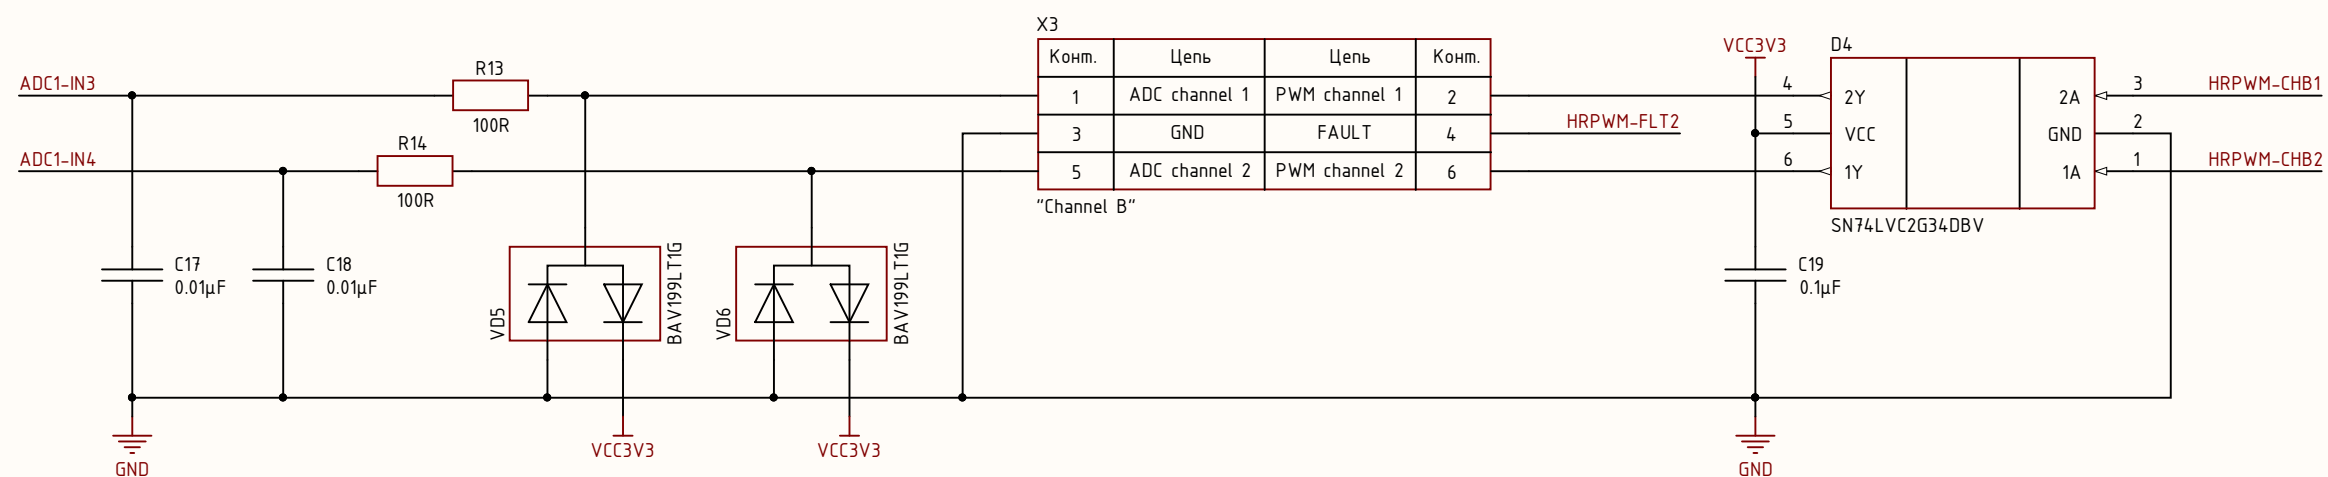 X3
Конт. Цепь Цепь Конт.
1 ADC channel 1 PWM channel 1 2
3 GND FAULT 4
5 ADC channel 2 PWM channel 2 6
"Channel B"
ADC1-IN3
R13
100R
ADC1-IN4
R14
100R
C17
0.01µF
C18
0.01µF
VD5
BAV199LT1G
VD6
BAV199LT1G
GND
VCC3V3
VCC3V3
HRPWM-FLT2
VCC3V3
D4
4 2Y 2A 3 HRPWM-CHB1
5 VCC GND 2
6 1Y 1A 1 HRPWM-CHB2
SN74LVC2G34DBV
C19
0.1µF
GND